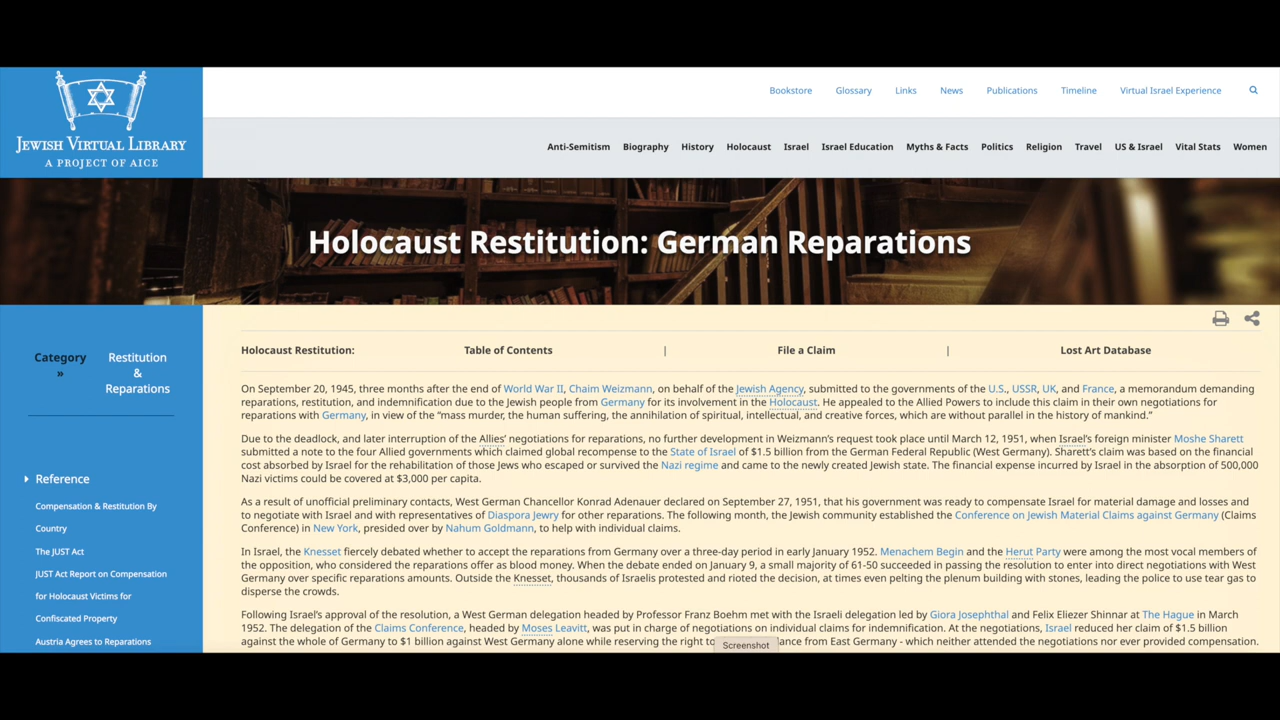 JEWISH VIRTUAL LIBRARY
A PROJECT OF AICE
Bookstore Glossary Links News Publications Timeline Virtual Israel Experience
Anti-Semitism Biography History Holocaust Israel Israel Education Myths & Facts Politics Religion Travel US & Israel Vital Stats Women
Holocaust Restitution: German Reparations
Category
»
Restitution
&
Reparations
Reference
Compensation & Restitution By
Country
The JUST Act
JUST Act Report on Compensation
for Holocaust Victims for
Confiscated Property
Austria Agrees to Reparations
Holocaust Restitution: Table of Contents | File a Claim | Lost Art Database
On September 20, 1945, three months after the end of World War II, Chaim Weizmann, on behalf of the Jewish Agency, submitted to the governments of the U.S., USSR, UK, and France, a memorandum demanding
reparations, restitution, and indemnification due to the Jewish people from Germany for its involvement in the Holocaust. He appealed to the Allied Powers to include this claim in their own negotiations for
reparations with Germany, in view of the “mass murder, the human suffering, the annihilation of spiritual, intellectual, and creative forces, which are without parallel in the history of mankind.”
Due to the deadlock, and later interruption of the Allies’ negotiations for reparations, no further development in Weizmann’s request took place until March 12, 1951, when Israel’s foreign minister Moshe Sharett
submitted a note to the four Allied governments which claimed global recompense to the State of Israel of $1.5 billion from the German Federal Republic (West Germany). Sharett’s claim was based on the financial
cost absorbed by Israel for the rehabilitation of those Jews who escaped or survived the Nazi regime and came to the newly created Jewish state. The financial expense incurred by Israel in the absorption of 500,000
Nazi victims could be covered at $3,000 per capita.
As a result of unofficial preliminary contacts, West German Chancellor Konrad Adenauer declared on September 27, 1951, that his government was ready to compensate Israel for material damage and losses and
to negotiate with Israel and with representatives of Diaspora Jewry for other reparations. The following month, the Jewish community established the Conference on Jewish Material Claims against Germany (Claims
Conference) in New York, presided over by Nahum Goldmann, to help with individual claims.
In Israel, the Knesset fiercely debated whether to accept the reparations from Germany over a three-day period in early January 1952. Menachem Begin and the Herut Party were among the most vocal members of
the opposition, who considered the reparations offer as blood money. When the debate ended on January 9, a small majority of 61-50 succeeded in passing the resolution to enter into direct negotiations with West
Germany over specific reparations amounts. Outside the Knesset, thousands of Israelis protested and rioted the decision, at times even pelting the plenum building with stones, leading the police to use tear gas to
disperse the crowds.
Following Israel’s approval of the resolution, a West German delegation headed by Professor Franz Boehm met with the Israeli delegation led by Giora Josephthal and Felix Eliezer Shinnar at The Hague in March
1952. The delegation of the Claims Conference, headed by Moses Leavitt, was put in charge of negotiations on individual claims for indemnification. At the negotiations, Israel reduced her claim of $1.5 billion
against the whole of Germany to $1 billion against West Germany alone while reserving the right to ance from East Germany - which neither attended the negotiations nor ever provided compensation.
Screenshot